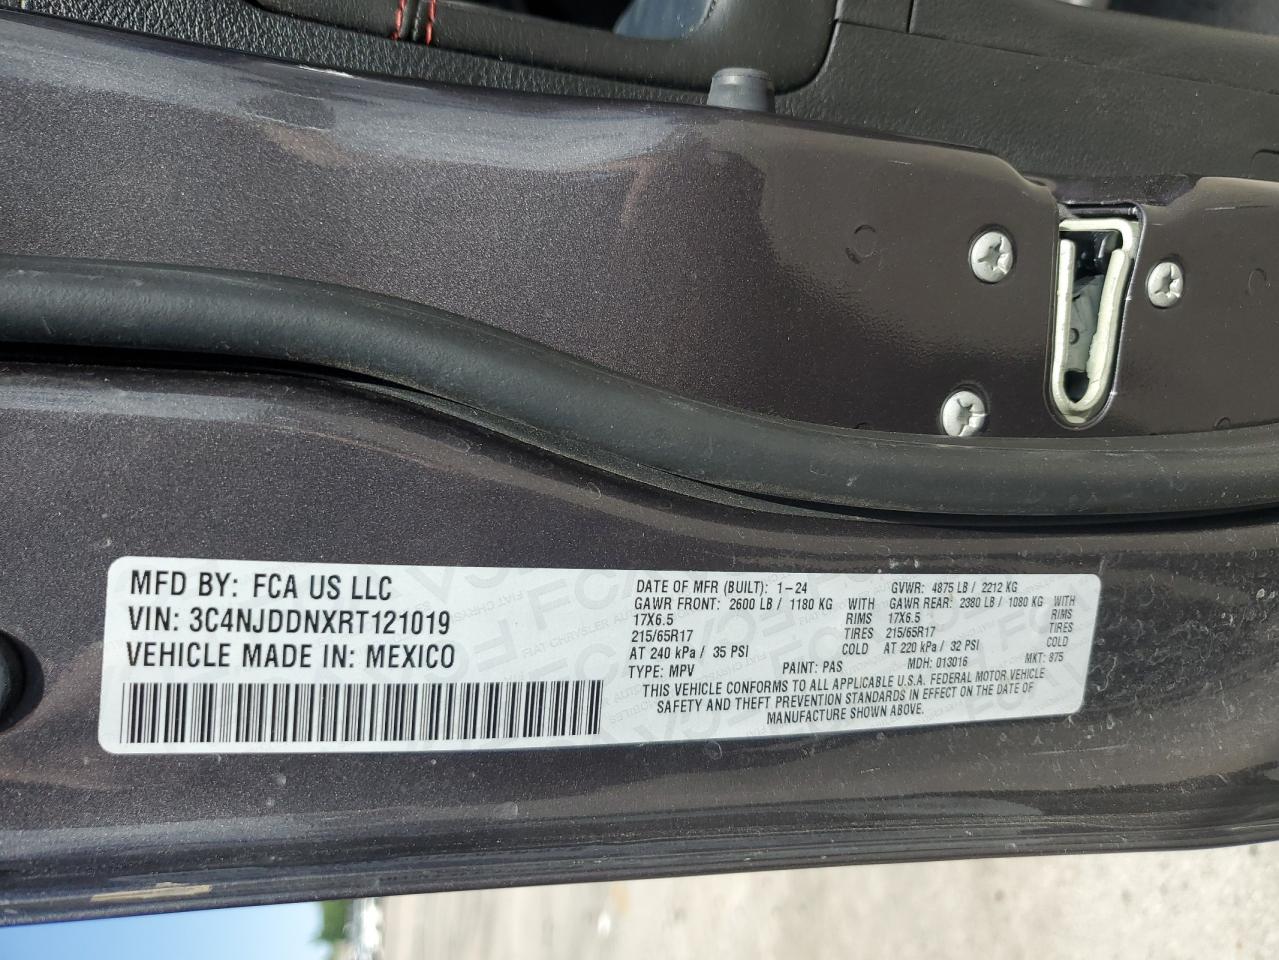 MFD BY: FCA US LLC
VIN: 3C4NJDDNXRT121019
VEHICLE MADE IN: MEXICO
DATE OF MFR (BUILT): 1-24 GVWR: 4875 LB / 2212 KG
GAWR FRONT: 2600 LB / 1180 KG WITH GAWR REAR: 2380 LB / 1080 KG WITH
17X6.5 RIMS 17X6.5 RIMS
215/65R17 TIRES 215/65R17 TIRES
AT 240 kPa / 35 PSI COLD AT 220 kPa / 32 PSI COLD
TYPE: MPV PAINT: PAS MDH: 013016 MKT: 875
THIS VEHICLE CONFORMS TO ALL APPLICABLE U.S.A. FEDERAL MOTOR VEHICLE
SAFETY AND THEFT PREVENTION STANDARDS IN EFFECT ON THE DATE OF
MANUFACTURE SHOWN ABOVE.